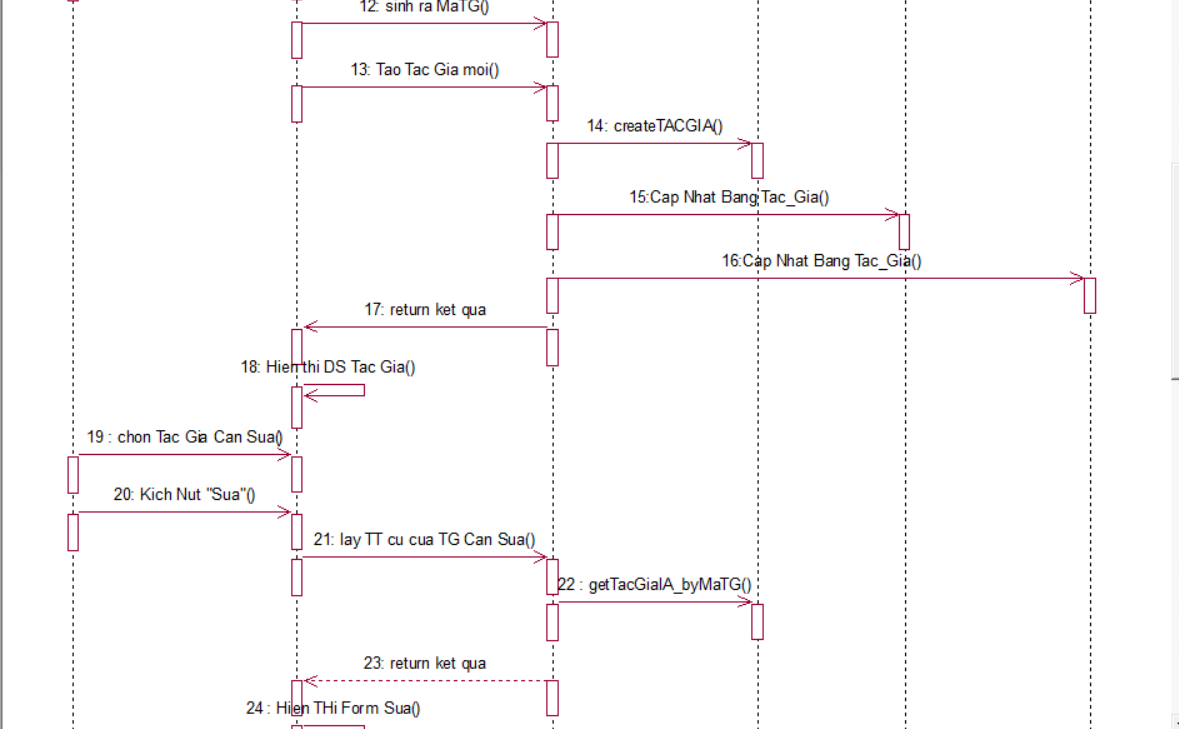 12: sinh ra MaTG()
13: Tao Tac Gia moi()
14: createTACGIA()
15:Cap Nhat Bang Tac_Gia()
16:Cap Nhat Bang Tac_Gia()
17: return ket qua
18: Hien thi DS Tac Gia()
19 : chon Tac Gia Can Sua()
20: Kich Nut "Sua"()
21: lay TT cu cua TG Can Sua()
22 : getTacGiaIA_byMaTG()
23: return ket qua
24 : Hien THi Form Sua()